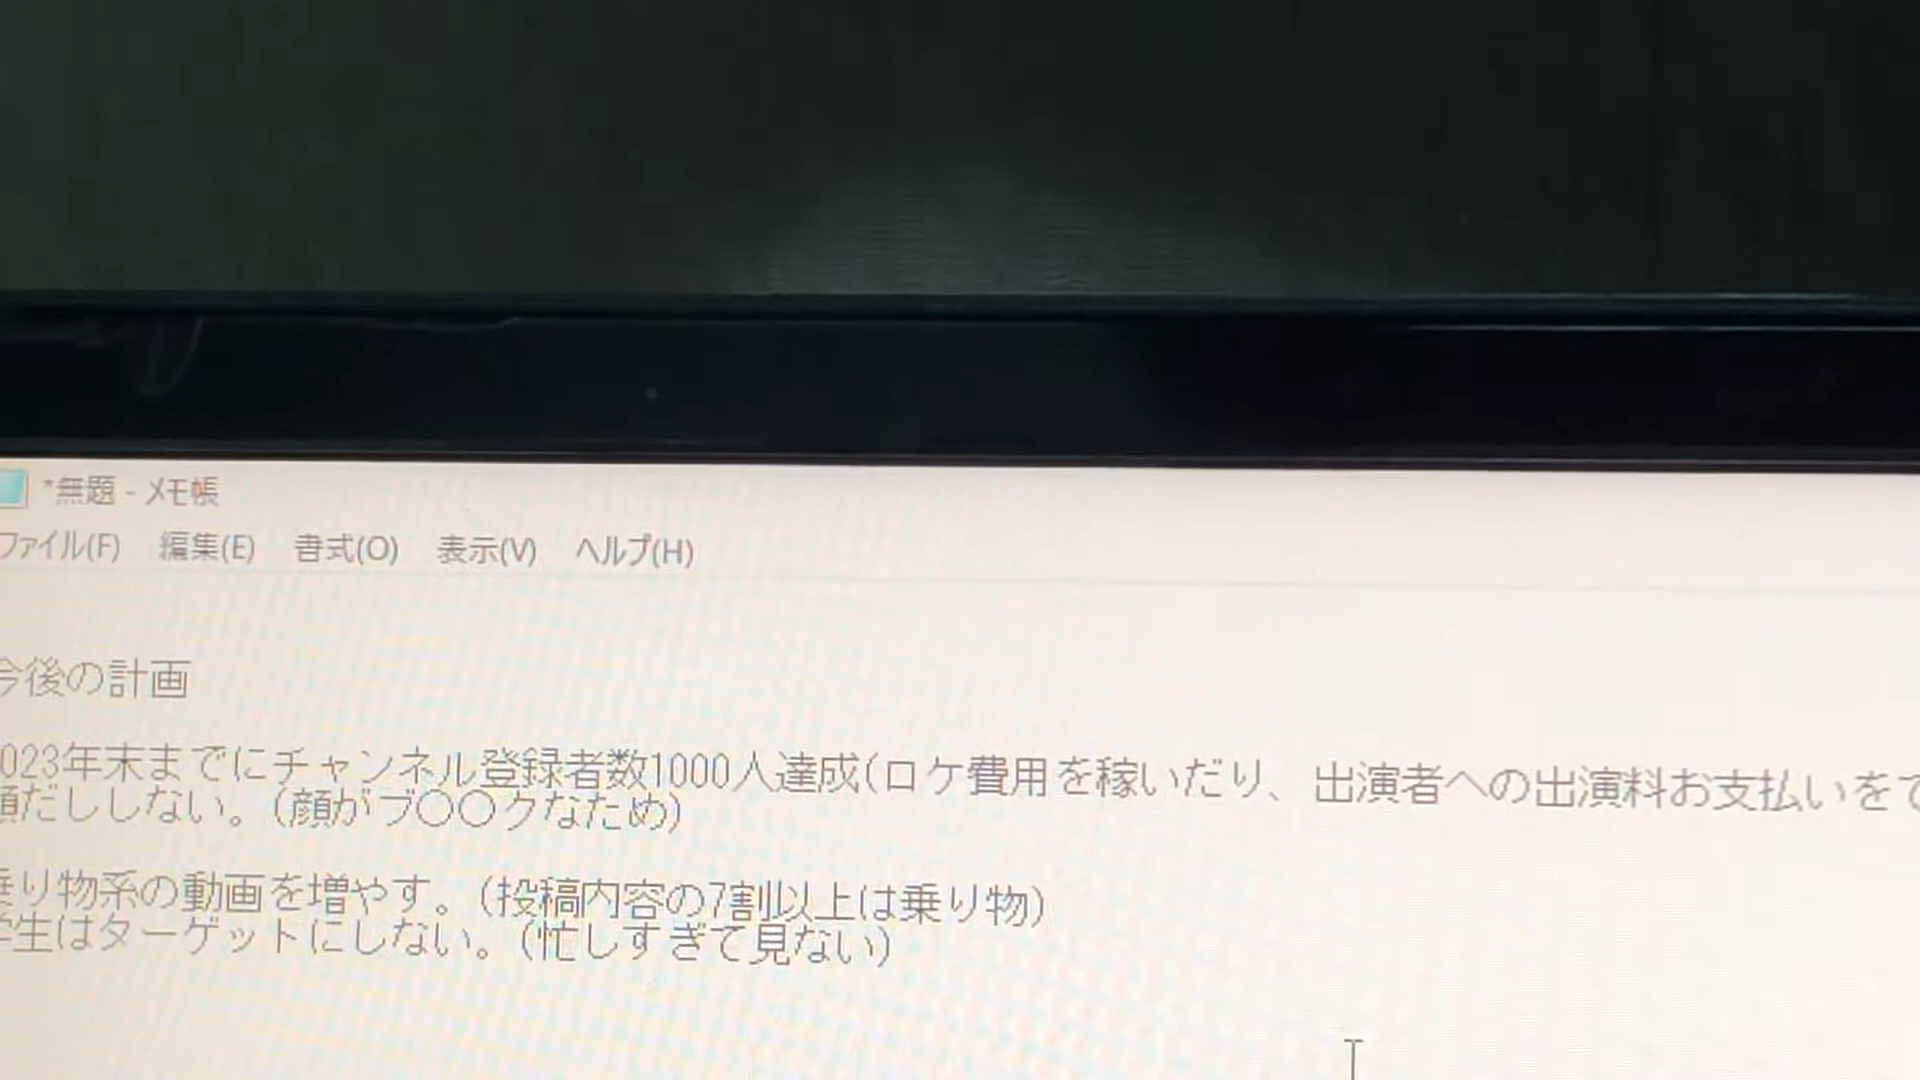 *無題 - メモ帳
ファイル(F) 編集(E) 書式(O) 表示(V) ヘルプ(H)
今後の計画
023年末までにチャンネル登録者数1000人達成(ロケ費用を稼いだり、出演者への出演料お支払いをで
顔だししない。(顔がブ〇〇クなため)
乗り物系の動画を増やす。(投稿内容の7割以上は乗り物)
学生はターゲットにしない。(忙しすぎて見ない)